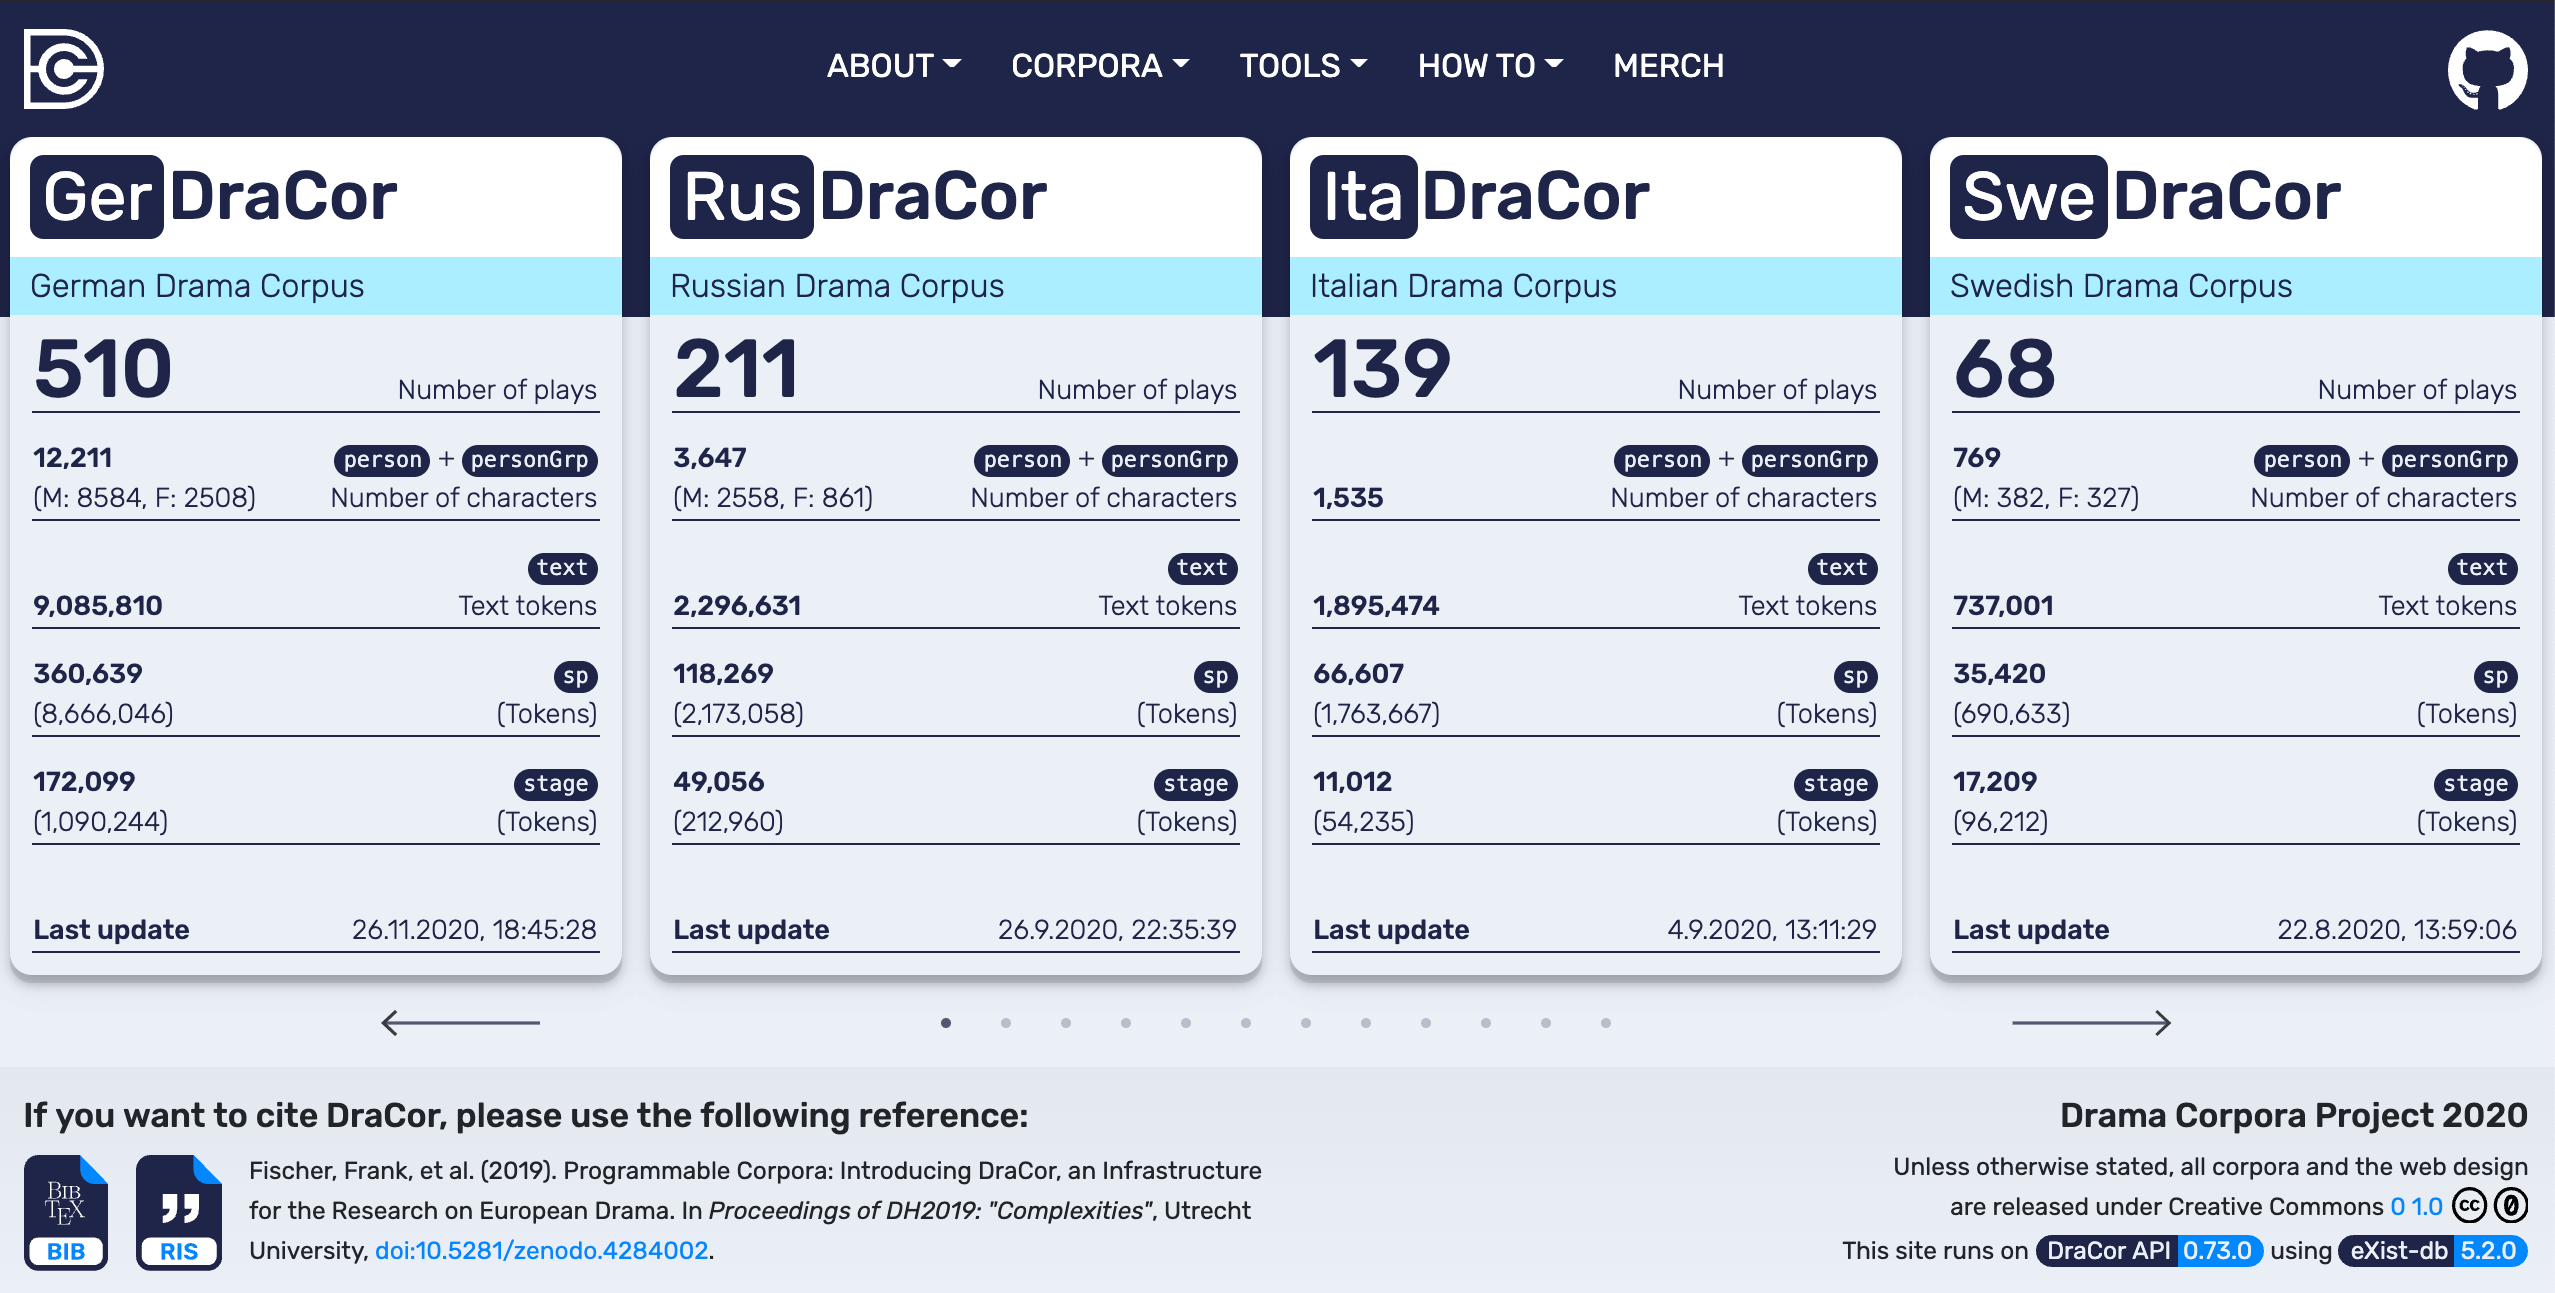 ABOUT CORPORA TOOLS HOW TO MERCH
GerDraCor
German Drama Corpus
510 Number of plays
12,211 person + personGrp
(M: 8584, F: 2508) Number of characters
text
9,085,810 Text tokens
360,639 sp
(8,666,046) (Tokens)
172,099 stage
(1,090,244) (Tokens)
Last update 26.11.2020, 18:45:28
RusDraCor
Russian Drama Corpus
211 Number of plays
3,647 person + personGrp
(M: 2558, F: 861) Number of characters
text
2,296,631 Text tokens
118,269 sp
(2,173,058) (Tokens)
49,056 stage
(212,960) (Tokens)
Last update 26.9.2020, 22:35:39
ItaDraCor
Italian Drama Corpus
139 Number of plays
person + personGrp
1,535 Number of characters
text
1,895,474 Text tokens
66,607 sp
(1,763,667) (Tokens)
11,012 stage
(54,235) (Tokens)
Last update 4.9.2020, 13:11:29
SweDraCor
Swedish Drama Corpus
68 Number of plays
769 person + personGrp
(M: 382, F: 327) Number of characters
text
737,001 Text tokens
35,420 sp
(690,633) (Tokens)
17,209 stage
(96,212) (Tokens)
Last update 22.8.2020, 13:59:06
If you want to cite DraCor, please use the following reference:
BIB
TEX
BIB
RIS
Fischer, Frank, et al. (2019). Programmable Corpora: Introducing DraCor, an Infrastructure
for the Research on European Drama. In Proceedings of DH2019: "Complexities", Utrecht
University, doi:10.5281/zenodo.4284002.
Drama Corpora Project 2020
Unless otherwise stated, all corpora and the web design
are released under Creative Commons 0 1.0 cc 0
This site runs on DraCor API 0.73.0 using eXist-db 5.2.0